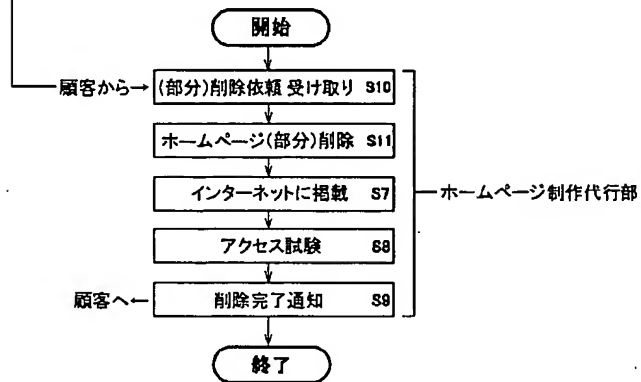 開始
顧客から→ (部分)削除依頼 受け取り S10
ホームページ(部分)削除 S11
インターネットに掲載 S7
ホームページ制作代行部
アクセス試験 S8
顧客へ← 削除完了通知 S9
終了